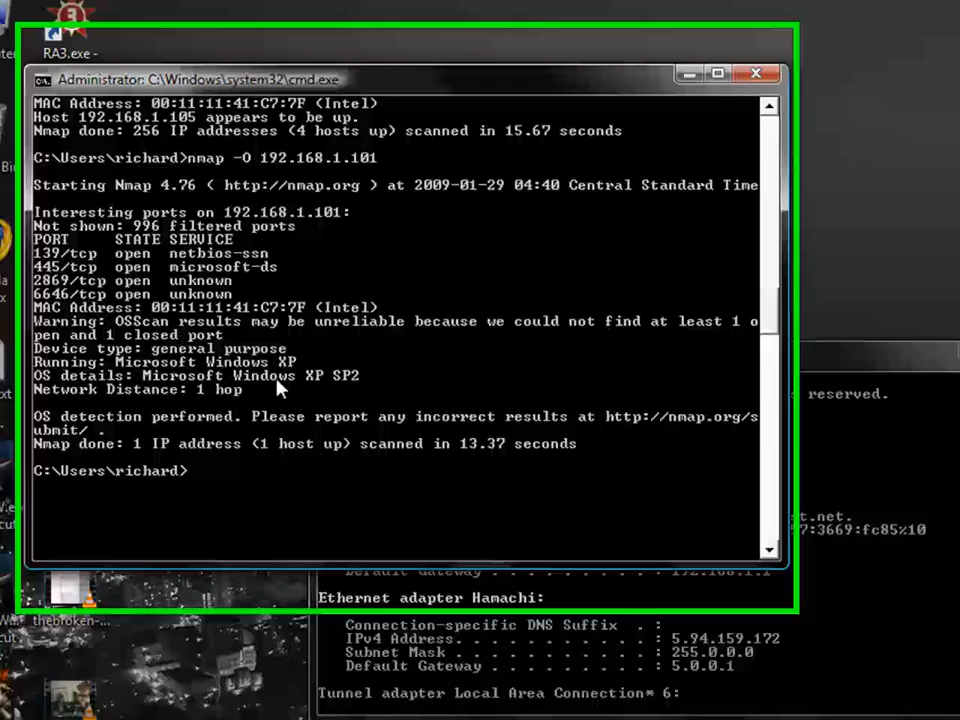 RA3.exe -
Administrator: C:\Windows\system32\cmd.exe
MAC Address: 00:11:11:41:C7:7F (Intel)
Host 192.168.1.105 appears to be up.
Nmap done: 256 IP addresses (4 hosts up) scanned in 15.67 seconds
C:\Users\richard>nmap -O 192.168.1.101
Starting Nmap 4.76 ( http://nmap.org ) at 2009-01-29 04:40 Central Standard Time
Interesting ports on 192.168.1.101:
Not shown: 996 filtered ports
PORT STATE SERVICE
139/tcp open netbios-ssn
445/tcp open microsoft-ds
2869/tcp open unknown
6646/tcp open unknown
MAC Address: 00:11:11:41:C7:7F (Intel)
Warning: OSScan results may be unreliable because we could not find at least 1 o
pen and 1 closed port
Device type: general purpose
Running: Microsoft Windows XP
OS details: Microsoft Windows XP SP2
Network Distance: 1 hop
OS detection performed. Please report any incorrect results at http://nmap.org/s
ubmit/ .
Nmap done: 1 IP address (1 host up) scanned in 13.37 seconds
C:\Users\richard>
s reserved.
st.net.
57:3669:fc85%10
Default Gateway . . . . . . . . . : 192.168.1.1
Ethernet adapter Hamachi:
Connection-specific DNS Suffix . :
IPv4 Address. . . . . . . . . . . : 5.94.159.172
Subnet Mask . . . . . . . . . . . : 255.0.0.0
Default Gateway . . . . . . . . . : 5.0.0.1
Tunnel adapter Local Area Connection* 6:
thebroken-...